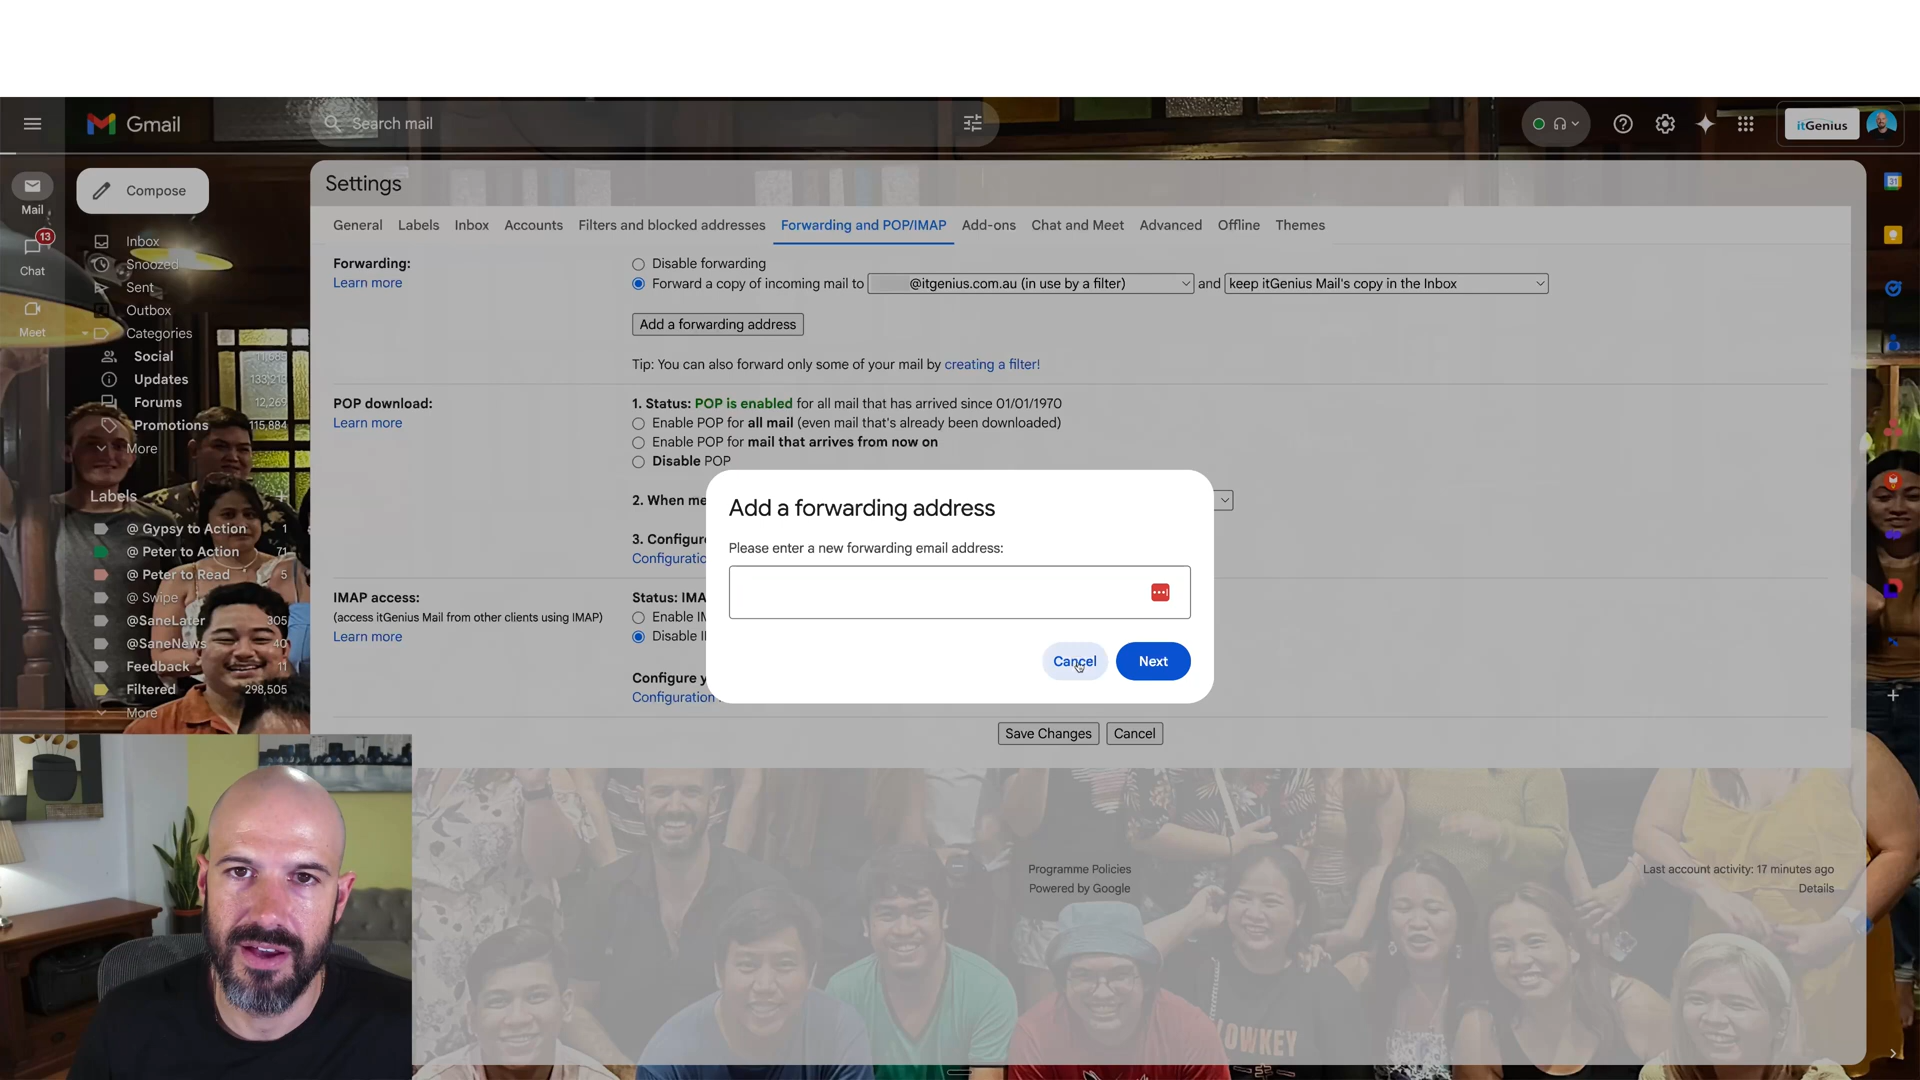 Gmail
Search mail
itGenius
Mail
13
Chat
Meet
Compose
Inbox
Snoozed
Sent
Outbox
Categories
Social
Updates 133,213
Forums 12,269
Promotions 115,884
More
Labels
@ Gypsy to Action 1
@ Peter to Action 71
@ Peter to Read 5
@ Swipe
@SaneLater 305
@SaneNews 40
Feedback 11
Filtered 298,505
More
Settings
General Labels Inbox Accounts Filters and blocked addresses Forwarding and POP/IMAP Add-ons Chat and Meet Advanced Offline Themes
Forwarding:
Learn more
Disable forwarding
Forward a copy of incoming mail to @itgenius.com.au (in use by a filter) and keep itGenius Mail's copy in the Inbox
Add a forwarding address
Tip: You can also forward only some of your mail by creating a filter!
POP download:
Learn more
1. Status: POP is enabled for all mail that has arrived since 01/01/1970
Enable POP for all mail (even mail that's already been downloaded)
Enable POP for mail that arrives from now on
Disable POP
2. When me
3. Configure
Configuratio
IMAP access:
(access itGenius Mail from other clients using IMAP)
Learn more
Status: IMA
Enable IM
Disable I
Configure y
Configuration
Add a forwarding address
Please enter a new forwarding email address:
Cancel
Next
Save Changes
Cancel
Programme Policies
Powered by Google
Last account activity: 17 minutes ago
Details
31
LOWKEY